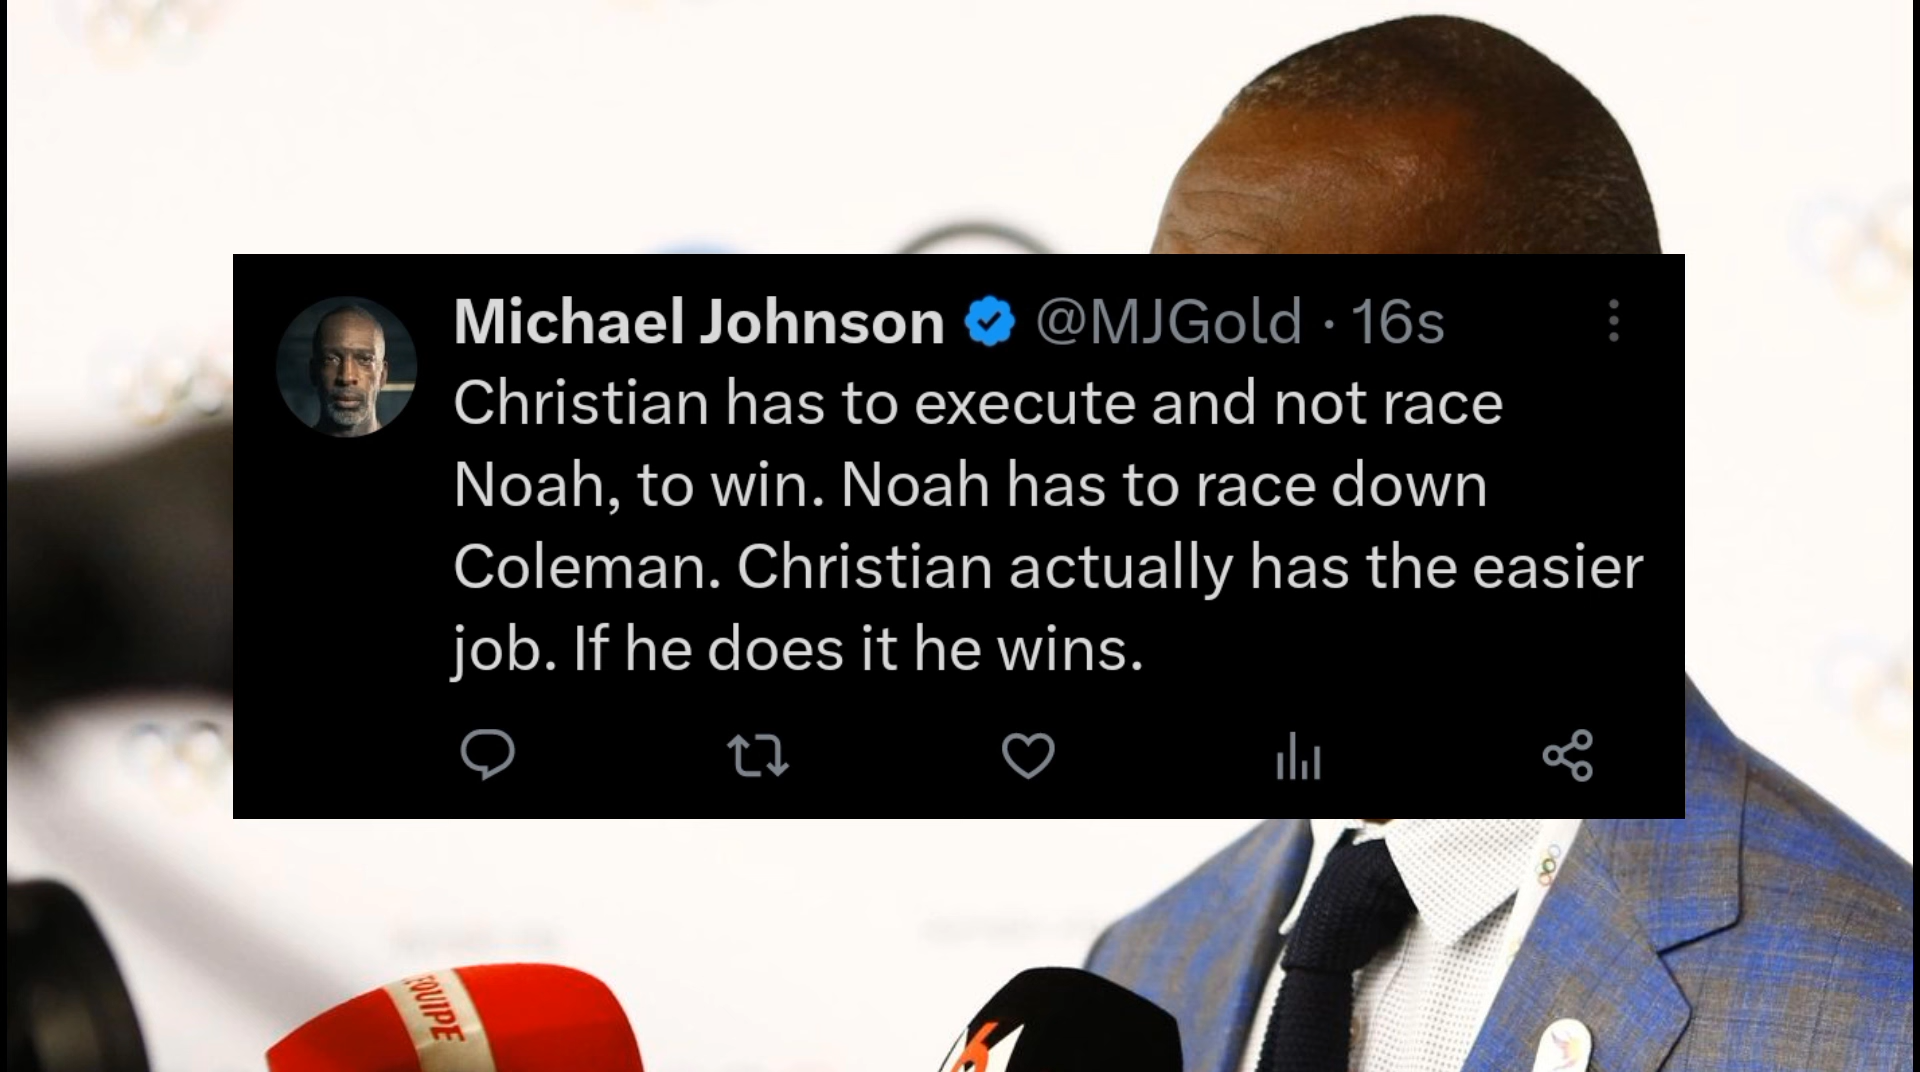 Michael Johnson @MJGold · 16s
Christian has to execute and not race
Noah, to win. Noah has to race down
Coleman. Christian actually has the easier
job. If he does it he wins.
ÉQUIPE